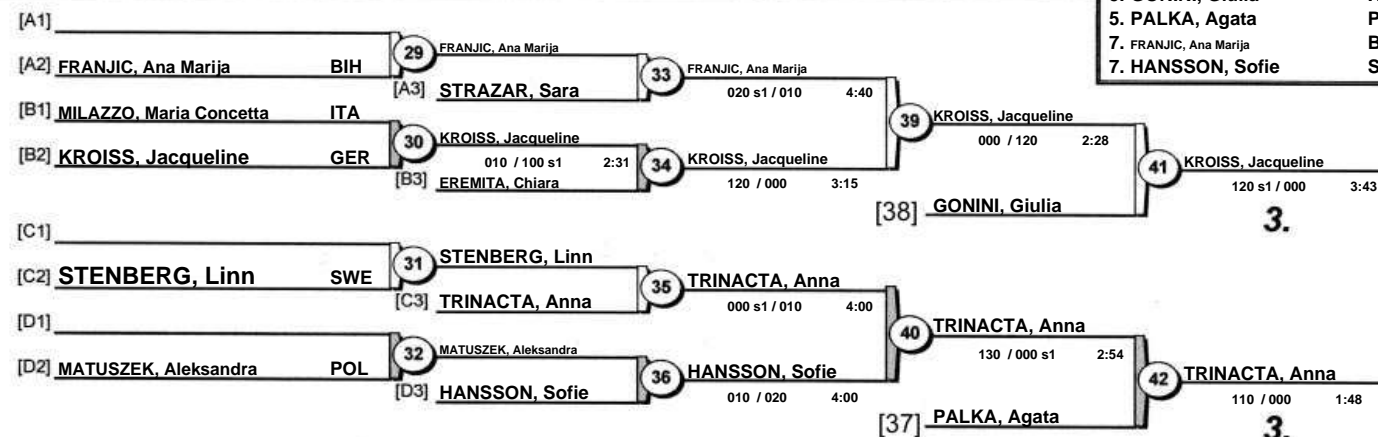 5. PALKA, Agata P
7. FRANJIC, Ana Marija B
7. HANSSON, Sofie S
[A1]
[A2] FRANJIC, Ana Marija BIH
29
FRANJIC, Ana Marija
[A3] STRAZAR, Sara
33
FRANJIC, Ana Marija
020 s1 / 010 4:40
[B1] MILAZZO, Maria Concetta ITA
[B2] KROISS, Jacqueline GER
30
KROISS, Jacqueline
010 / 100 s1 2:31
[B3] EREMITA, Chiara
34
KROISS, Jacqueline
120 / 000 3:15
39
KROISS, Jacqueline
000 / 120 2:28
[38] GONINI, Giulia
41
KROISS, Jacqueline
120 s1 / 000 3:43
3.
[C1]
[C2] STENBERG, Linn SWE
31
STENBERG, Linn
[C3] TRINACTA, Anna
35
TRINACTA, Anna
000 s1 / 010 4:00
[D1]
[D2] MATUSZEK, Aleksandra POL
32
MATUSZEK, Aleksandra
[D3] HANSSON, Sofie
36
HANSSON, Sofie
010 / 020 4:00
40
TRINACTA, Anna
130 / 000 s1 2:54
[37] PALKA, Agata
42
TRINACTA, Anna
110 / 000 1:48
3.